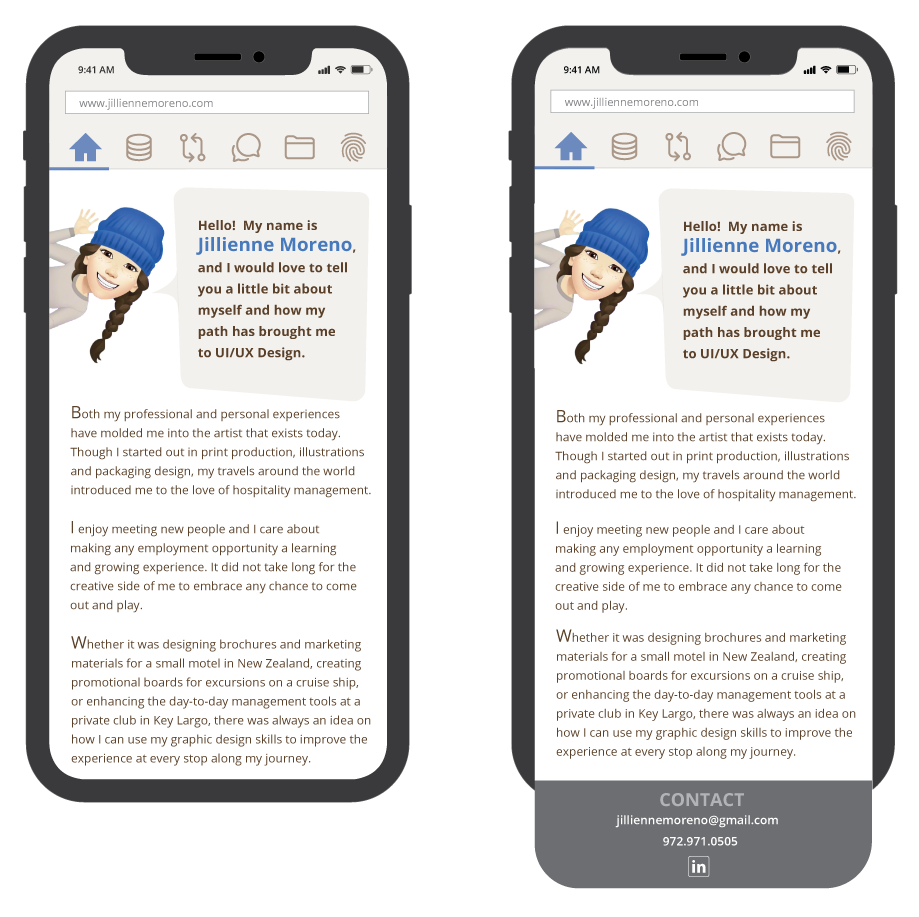 9:41 AM
www.jilliennemoreno.com
Hello! My name is
Jillienne Moreno,
and I would love to tell
you a little bit about
myself and how my
path has brought me
to UI/UX Design.
Both my professional and personal experiences
have molded me into the artist that exists today.
Though I started out in print production, illustrations
and packaging design, my travels around the world
introduced me to the love of hospitality management.
I enjoy meeting new people and I care about
making any employment opportunity a learning
and growing experience. It did not take long for the
creative side of me to embrace any chance to come
out and play.
Whether it was designing brochures and marketing
materials for a small motel in New Zealand, creating
promotional boards for excursions on a cruise ship,
or enhancing the day-to-day management tools at a
private club in Key Largo, there was always an idea on
how I can use my graphic design skills to improve the
experience at every stop along my journey.
9:41 AM
www.jilliennemoreno.com
Hello! My name is
Jillienne Moreno,
and I would love to tell
you a little bit about
myself and how my
path has brought me
to UI/UX Design.
Both my professional and personal experiences
have molded me into the artist that exists today.
Though I started out in print production, illustrations
and packaging design, my travels around the world
introduced me to the love of hospitality management.
I enjoy meeting new people and I care about
making any employment opportunity a learning
and growing experience. It did not take long for the
creative side of me to embrace any chance to come
out and play.
Whether it was designing brochures and marketing
materials for a small motel in New Zealand, creating
promotional boards for excursions on a cruise ship,
or enhancing the day-to-day management tools at a
private club in Key Largo, there was always an idea on
how I can use my graphic design skills to improve the
experience at every stop along my journey.
CONTACT
jilliennemoreno@gmail.com
972.971.0505
in